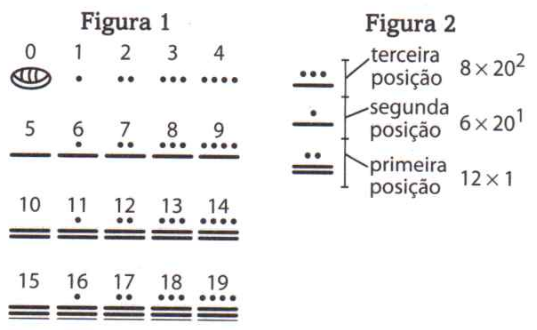 Figura 1
0 1 2 3 4
5 6 7 8 9
10 11 12 13 14
15 16 17 18 19
Figura 2
terceira
posição 8 × 20²
segunda
posição 6 × 20¹
primeira
posição 12 × 1